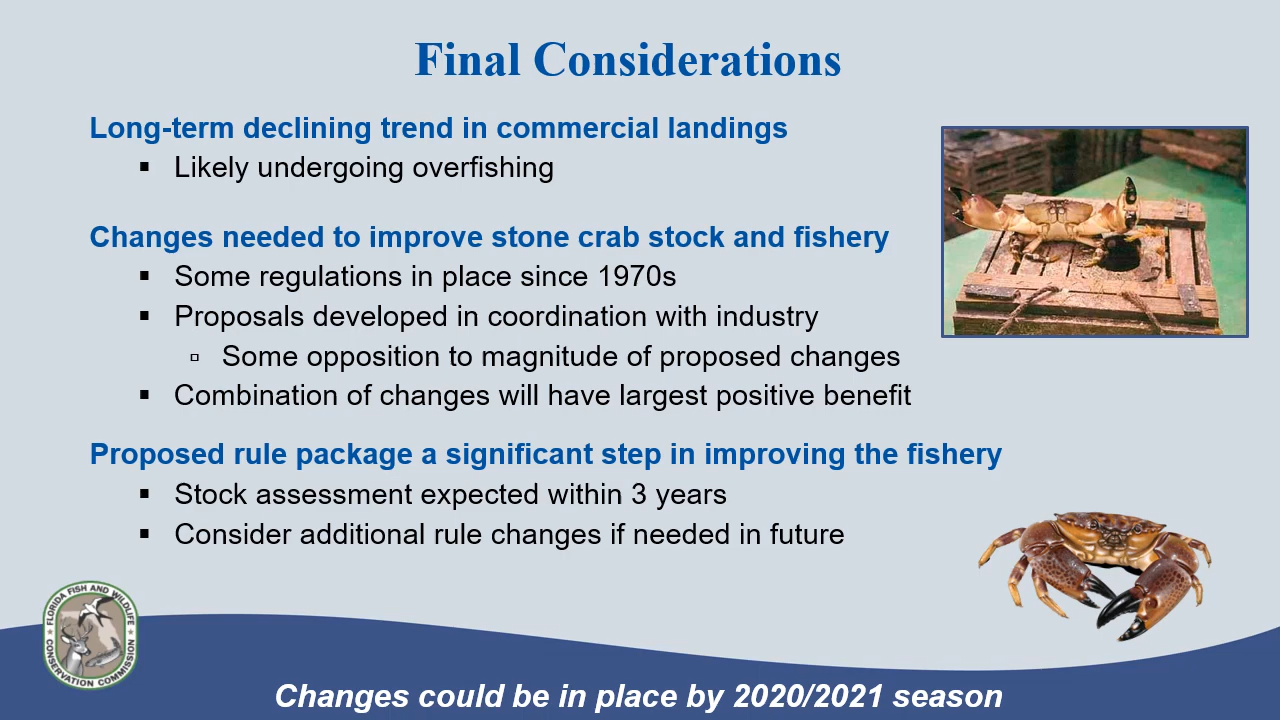 Final Considerations
Long-term declining trend in commercial landings
▪ Likely undergoing overfishing
Changes needed to improve stone crab stock and fishery
▪ Some regulations in place since 1970s
▪ Proposals developed in coordination with industry
▫ Some opposition to magnitude of proposed changes
▪ Combination of changes will have largest positive benefit
Proposed rule package a significant step in improving the fishery
▪ Stock assessment expected within 3 years
▪ Consider additional rule changes if needed in future
FLORIDA FISH AND WILDLIFE
CONSERVATION COMMISSION
Changes could be in place by 2020/2021 season